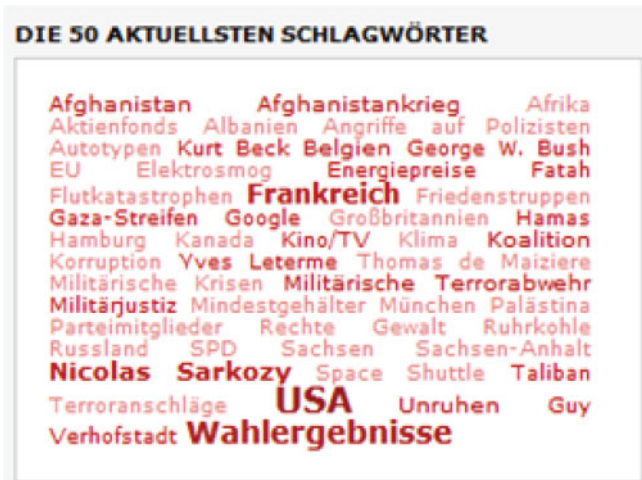 DIE 50 AKTUELLSTEN SCHLAGWÖRTER
Afghanistan Afghanistankrieg Afrika
Aktienfonds Albanien Angriffe auf Polizisten
Autotypen Kurt Beck Belgien George W. Bush
EU Elektrosmog Energiepreise Fatah
Flutkatastrophen Frankreich Friedenstruppen
Gaza-Streifen Google Großbritannien Hamas
Hamburg Kanada Kino/TV Klima Koalition
Korruption Yves Leterme Thomas de Maiziere
Militärische Krisen Militärische Terrorabwehr
Militärjustiz Mindestgehälter München Palästina
Parteimitglieder Rechte Gewalt Ruhrkohle
Russland SPD Sachsen Sachsen-Anhalt
Nicolas Sarkozy Space Shuttle Taliban
Terroranschläge USA Unruhen Guy
Verhofstadt Wahlergebnisse